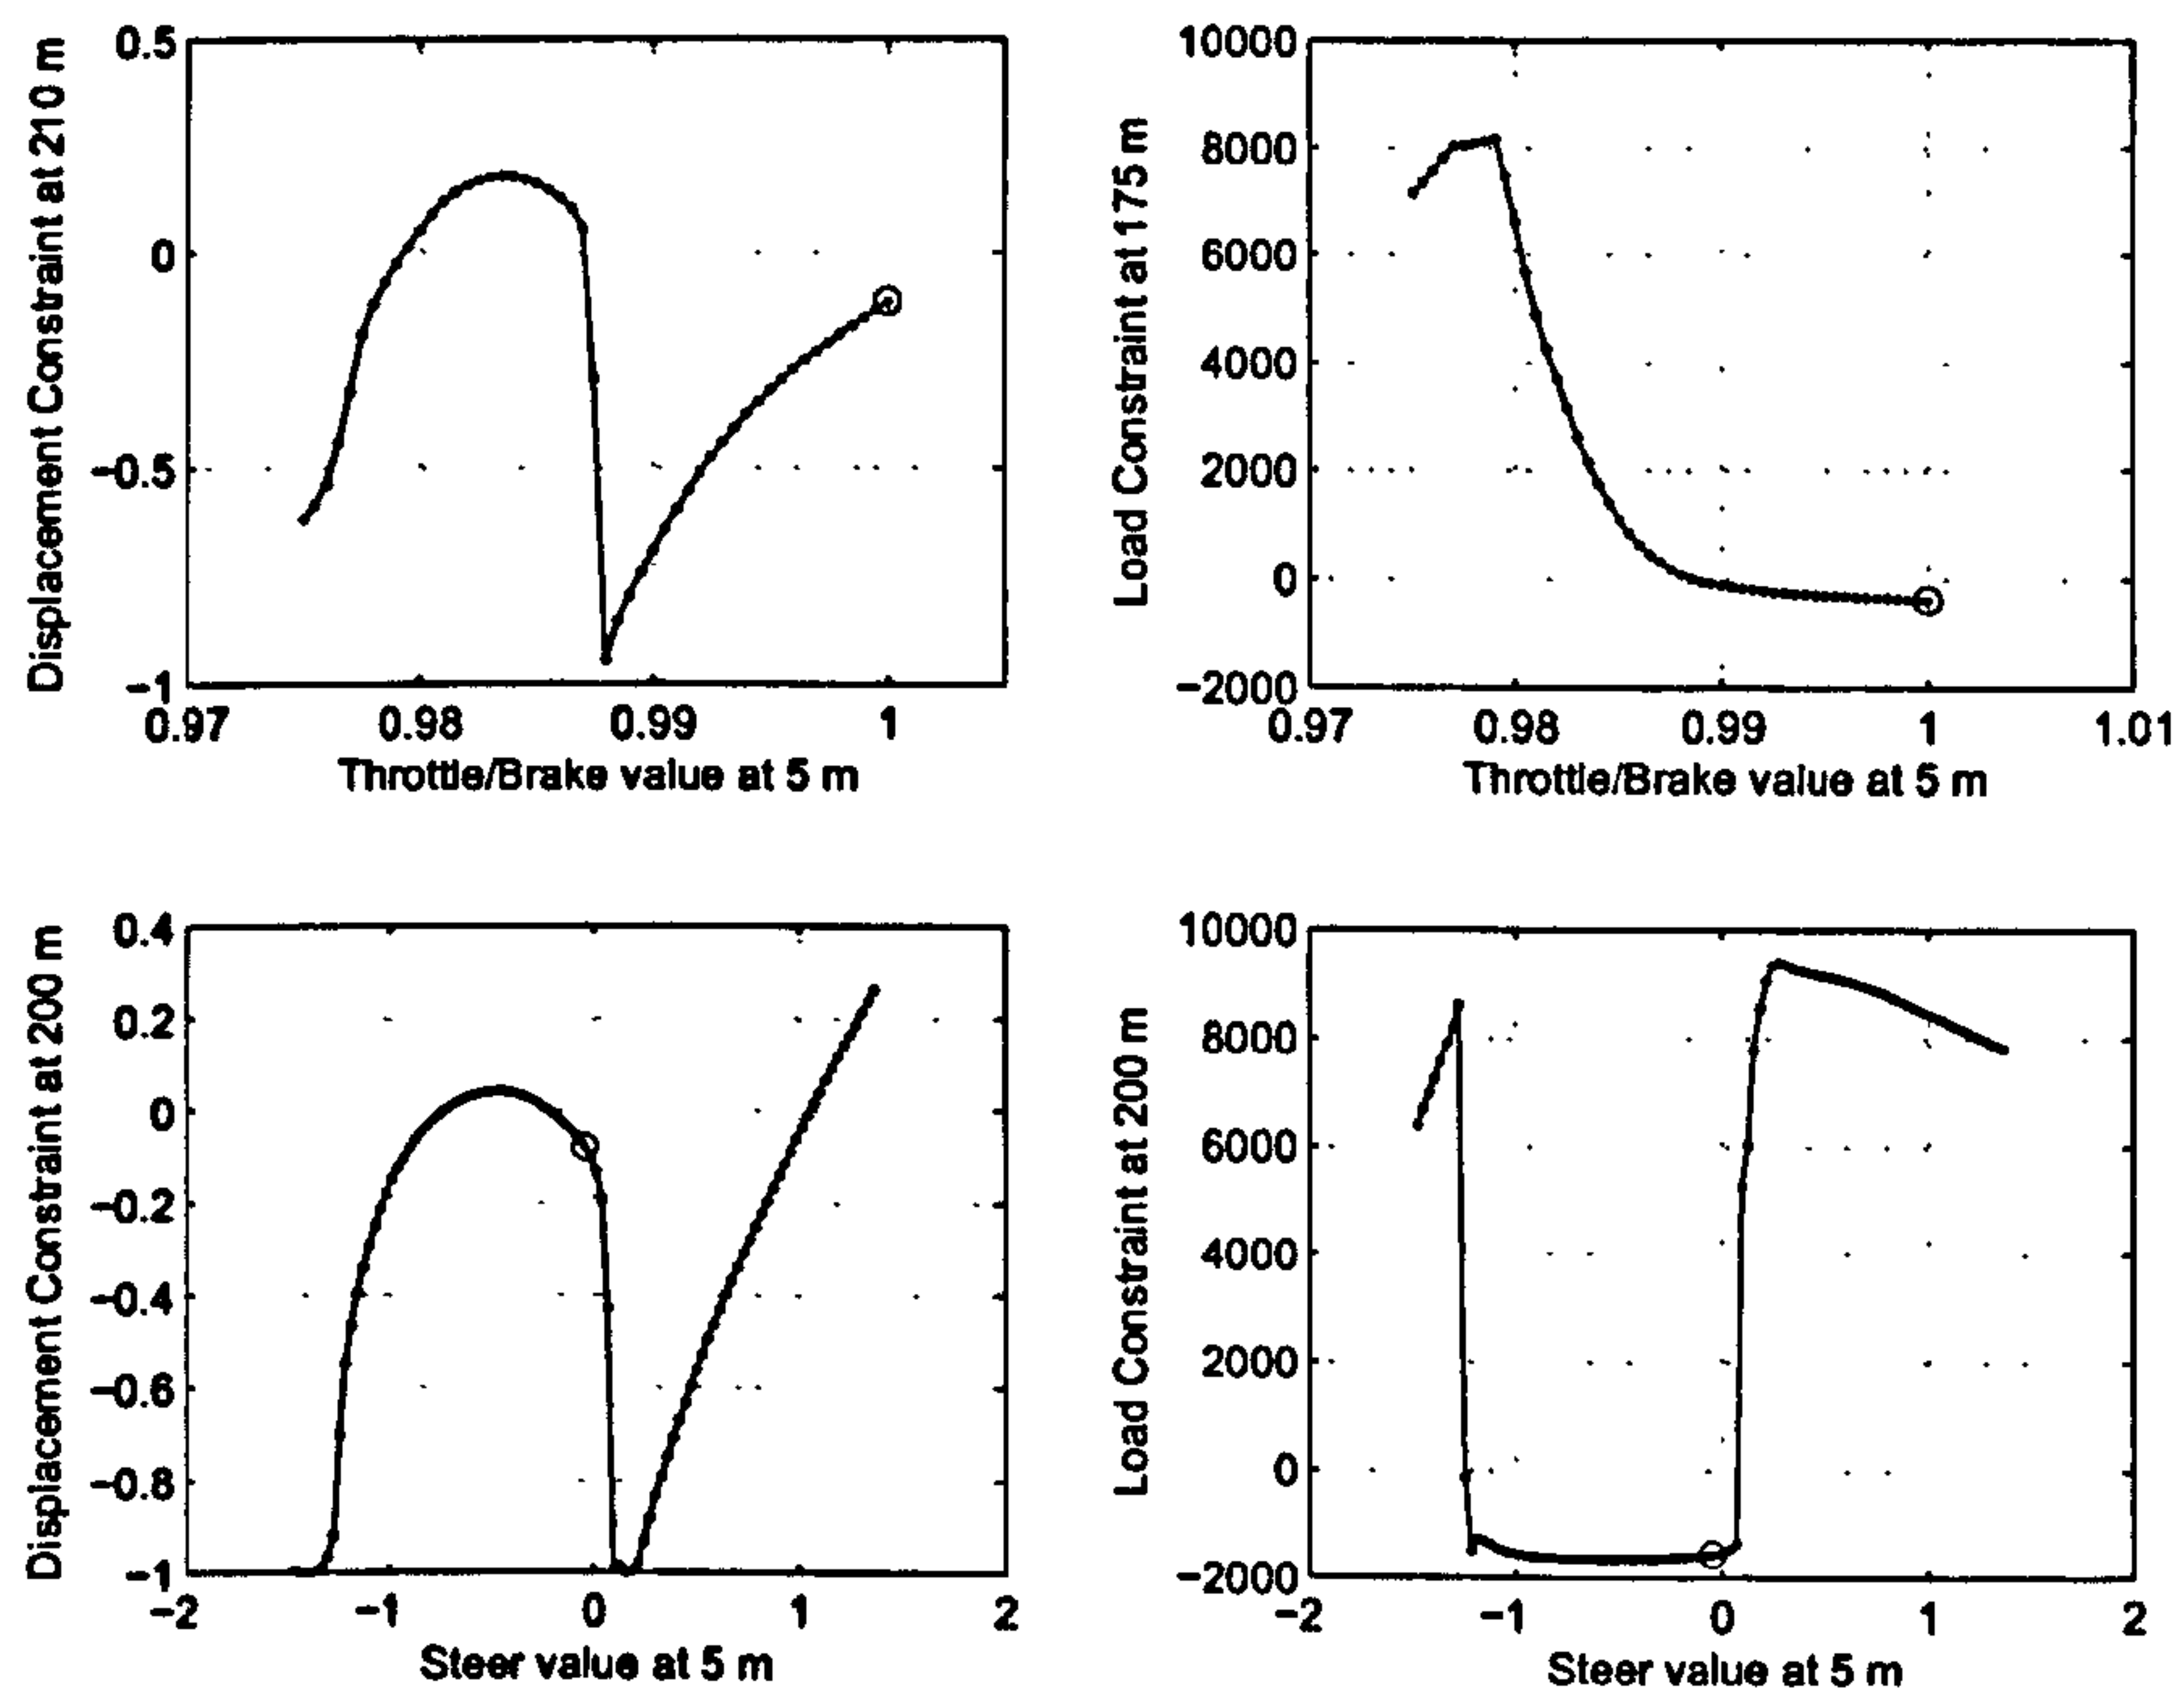 Displacement Constraint at 210 m
0.5
0
−0.5
−1
0.97 0.98 0.99 1
Throttle/Brake value at 5 m
Load Constraint at 175 m
10000
8000
6000
4000
2000
0
−2000
0.97 0.98 0.99 1 1.01
Throttle/Brake value at 5 m
Displacement Constraint at 200 m
0.4
0.2
0
−0.2
−0.4
−0.6
−0.8
−1
−2 −1 0 1 2
Steer value at 5 m
Load Constraint at 200 m
10000
8000
6000
4000
2000
0
−2000
−2 −1 0 1 2
Steer value at 5 m